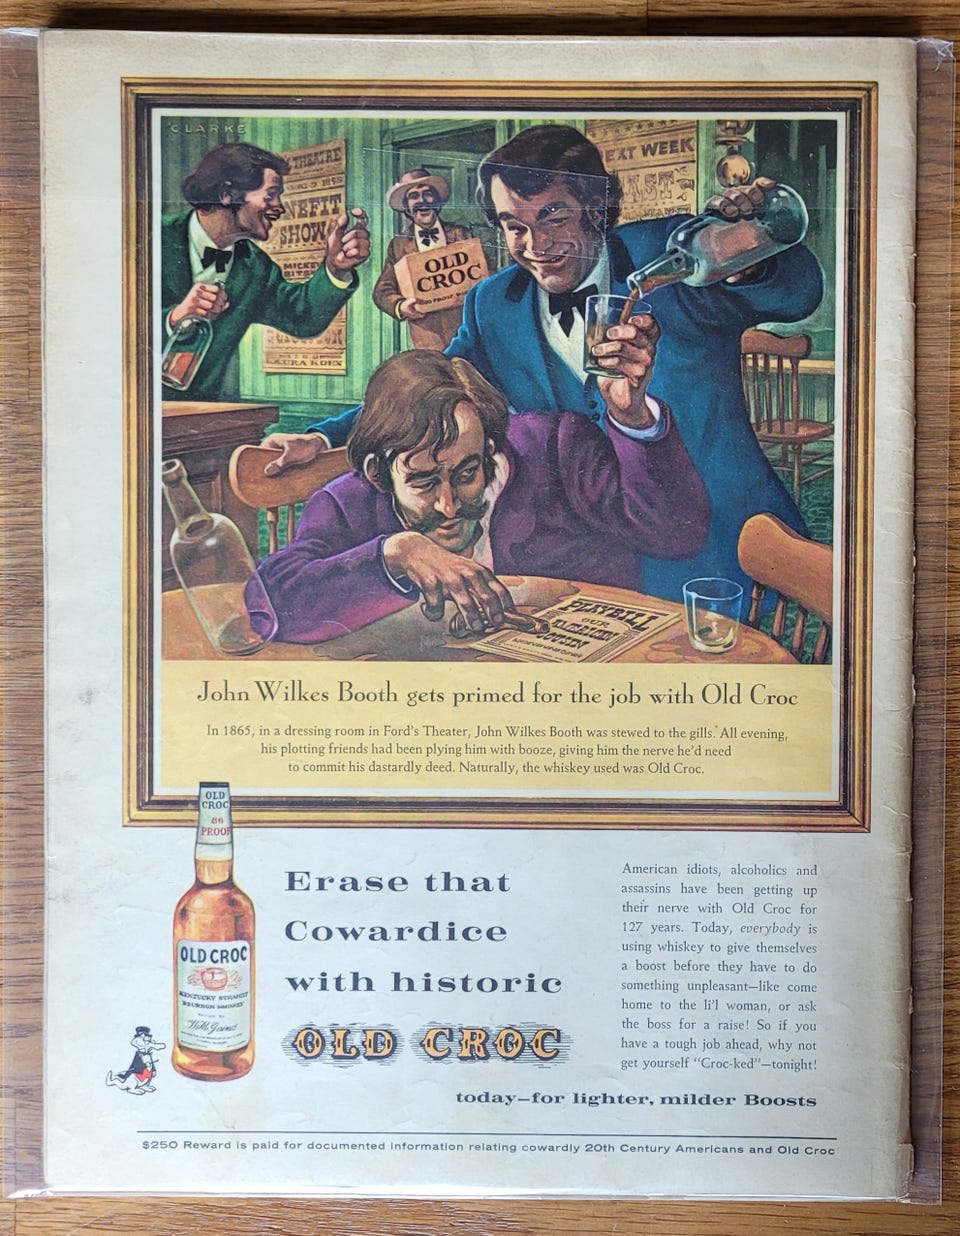 CLARKE
THEATRE
NEFIT
SHOW
MICKEY
LAURA KOEN
OLD
CROC
EXT WEEK
PLAYBILL
OUR
AMERICAN
COUSIN
John Wilkes Booth gets primed for the job with Old Croc
In 1865, in a dressing room in Ford's Theater, John Wilkes Booth was stewed to the gills. All evening,
his plotting friends had been plying him with booze, giving him the nerve he'd need
to commit his dastardly deed. Naturally, the whiskey used was Old Croc.
OLD
CROC
86
PROOF
OLD CROC
KENTUCKY STRAIGHT
BOURBON WHISKEY
Erase that
Cowardice
with historic
OLD CROC
today—for lighter, milder Boosts
American idiots, alcoholics and
assassins have been getting up
their nerve with Old Croc for
127 years. Today, everybody is
using whiskey to give themselves
a boost before they have to do
something unpleasant—like come
home to the li'l woman, or ask
the boss for a raise! So if you
have a tough job ahead, why not
get yourself "Croc-ked"—tonight!
$250 Reward is paid for documented information relating cowardly 20th Century Americans and Old Croc